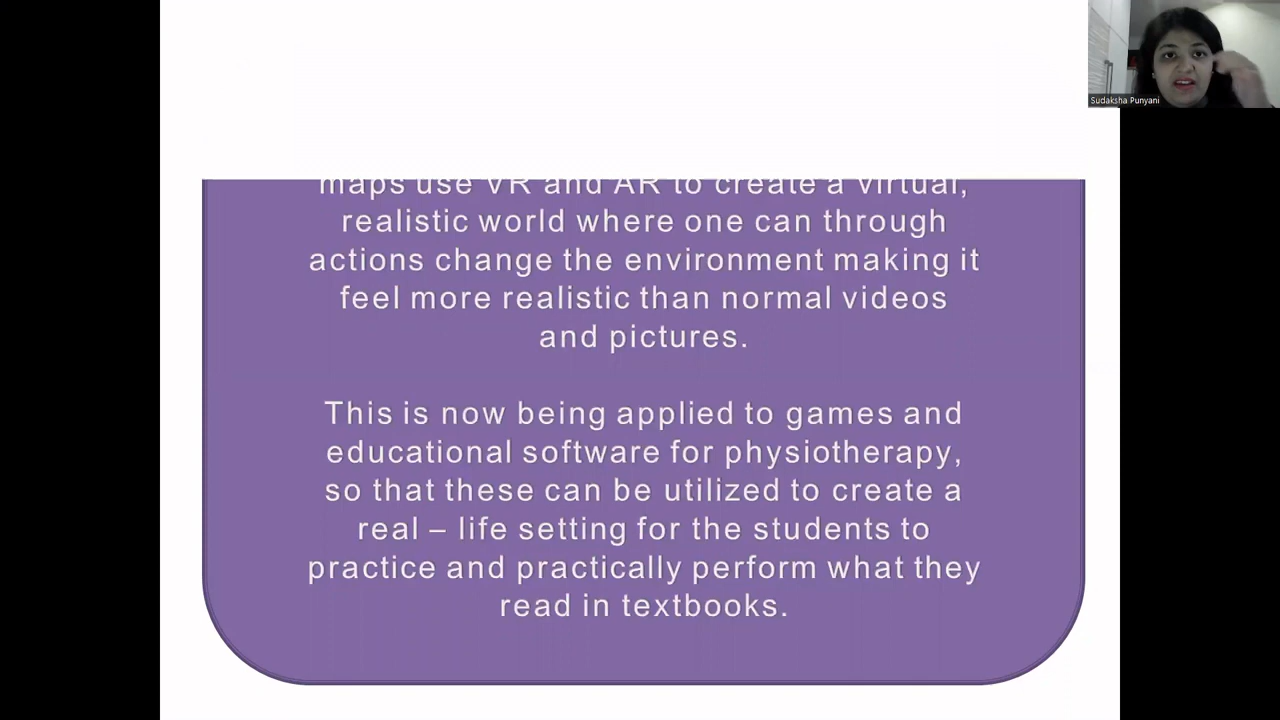 Sudaksha Punyani
maps use VR and AR to create a virtual,
realistic world where one can through
actions change the environment making it
feel more realistic than normal videos
and pictures.
This is now being applied to games and
educational software for physiotherapy,
so that these can be utilized to create a
real – life setting for the students to
practice and practically perform what they
read in textbooks.